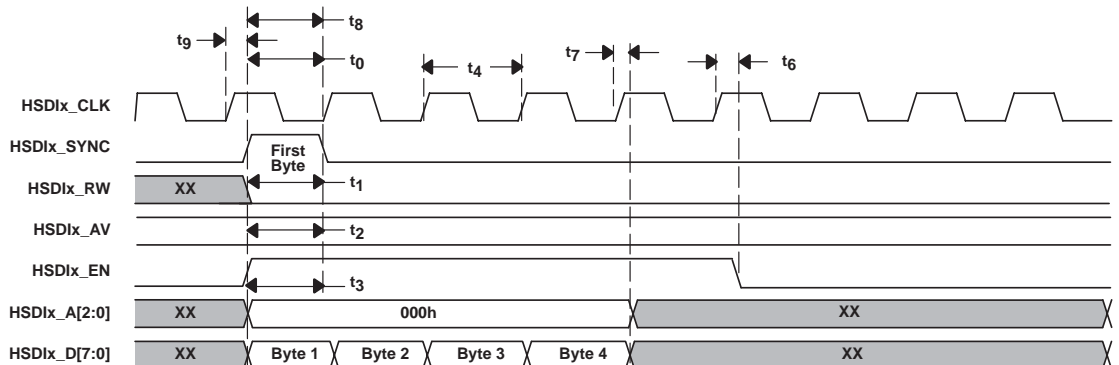 t8
t9
t7
t6
t0
t4
HSDIx_CLK
HSDIx_SYNC
First
Byte
HSDIx_RW
XX
t1
HSDIx_AV
t2
HSDIx_EN
t3
HSDIx_A[2:0]
XX
000h
XX
HSDIx_D[7:0]
XX
Byte 1
Byte 2
Byte 3
Byte 4
XX